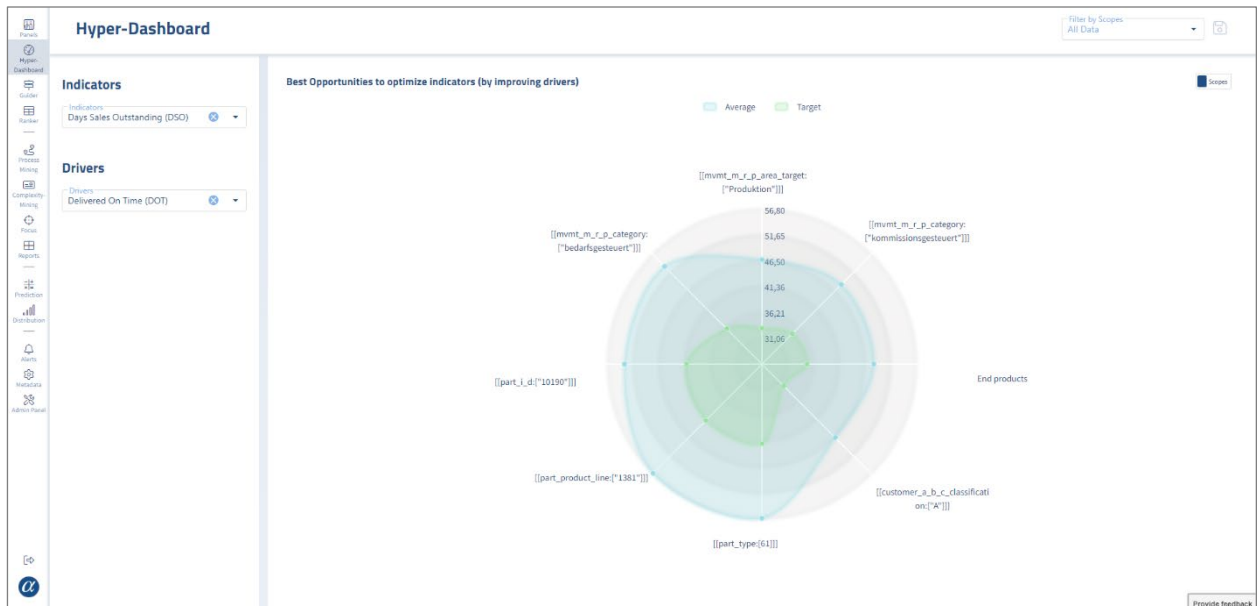 Panels
Hyper-
Dashboard
Guider
Ranker
Process
Mining
Complexity-
Mining
Focus
Reports
Prediction
Distribution
Alerts
Metadata
Admin Panel
α
Hyper-Dashboard
Filter by Scopes
All Data
Indicators
Indicators
Days Sales Outstanding (DSO)
Drivers
Drivers
Delivered On Time (DOT)
Best Opportunities to optimize indicators (by improving drivers)
Scopes
Average
Target
[[mvmt_m_r_p_area_target:
["Produktion"]]]
[[mvmt_m_r_p_category:
["kommissionsgesteuert"]]]
End products
[[customer_a_b_c_classificati
on:["A"]]]
[[part_type:[61]]]
[[part_product_line:["1381"]]]
[[part_i_d:["10190"]]]
[[mvmt_m_r_p_category:
["bedarfsgesteuert"]]]
56,80
51,65
46,50
41,36
36,21
31,06
Provide feedback